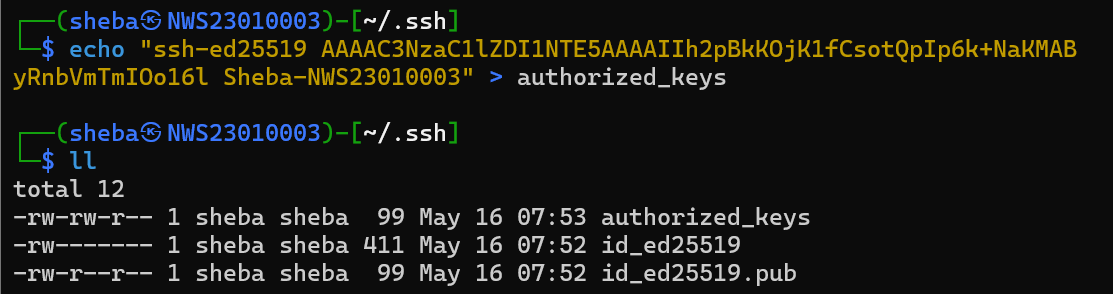 ┌──(sheba㉿NWS23010003)-[~/.ssh]
└─$ echo "ssh-ed25519 AAAAC3NzaC1lZDI1NTE5AAAAIIh2pBkKOjK1fCsotQpIp6k+NaKMAB
yRnbVmTmIOo16l Sheba-NWS23010003" > authorized_keys
┌──(sheba㉿NWS23010003)-[~/.ssh]
└─$ ll
total 12
-rw-rw-r-- 1 sheba sheba  99 May 16 07:53 authorized_keys
-rw------- 1 sheba sheba 411 May 16 07:52 id_ed25519
-rw-r--r-- 1 sheba sheba  99 May 16 07:52 id_ed25519.pub